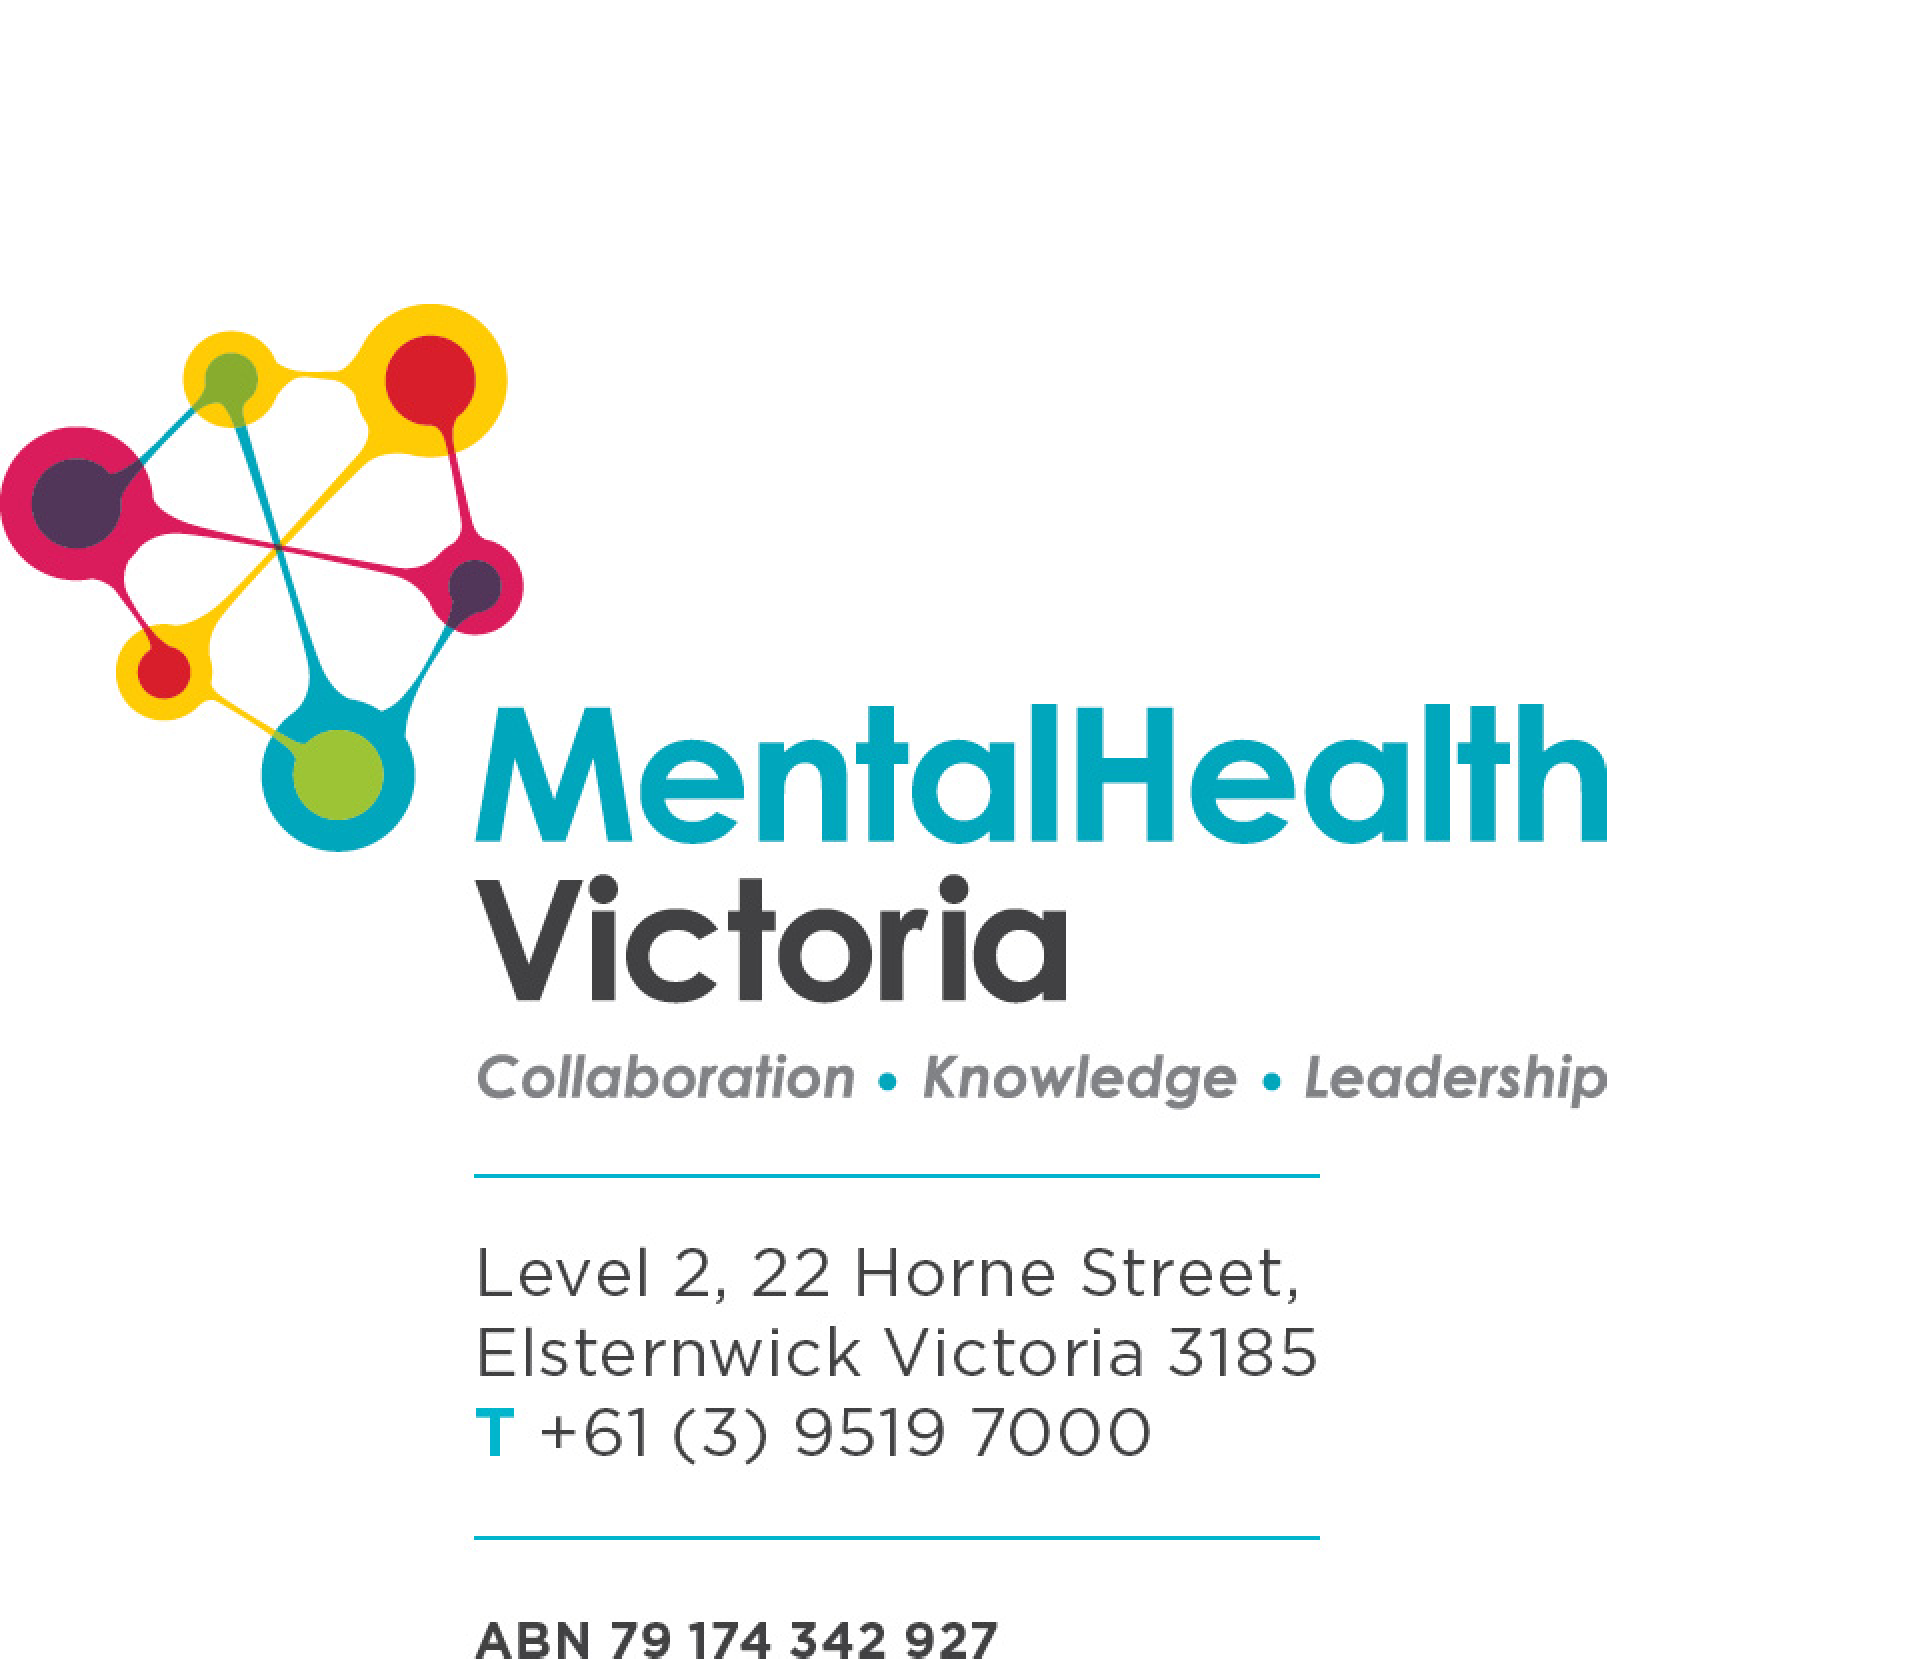 MentalHealth
Victoria
Collaboration • Knowledge • Leadership
Level 2, 22 Horne Street,
Elsternwick Victoria 3185
T +61 (3) 9519 7000
ABN 79 174 342 927